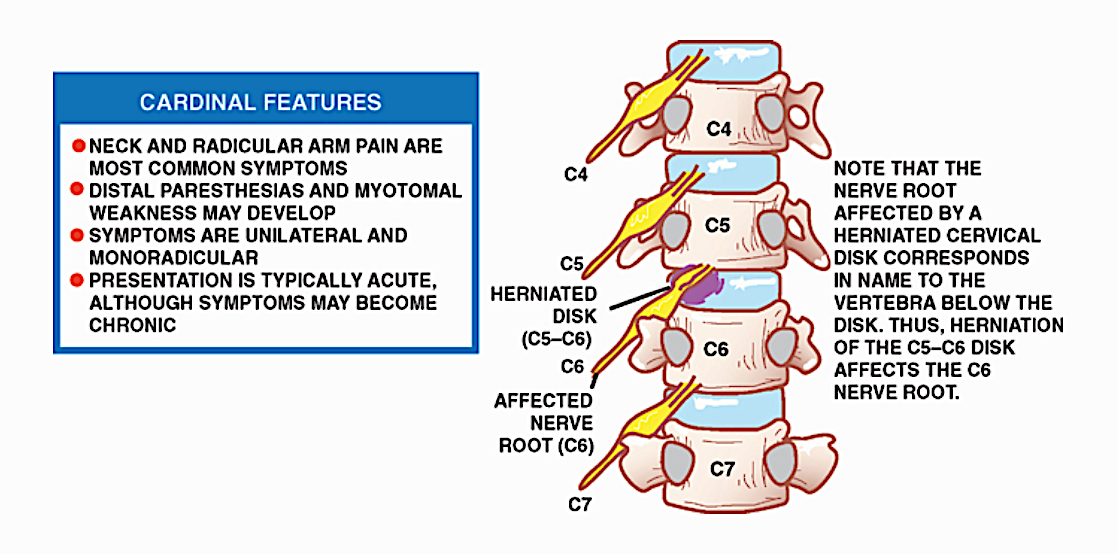 CARDINAL FEATURES
NECK AND RADICULAR ARM PAIN ARE
MOST COMMON SYMPTOMS
DISTAL PARESTHESIAS AND MYOTOMAL
WEAKNESS MAY DEVELOP
SYMPTOMS ARE UNILATERAL AND
MONORADICULAR
PRESENTATION IS TYPICALLY ACUTE,
ALTHOUGH SYMPTOMS MAY BECOME
CHRONIC
C4
C4
C5
C5
HERNIATED
DISK
(C5–C6)
C6
C6
AFFECTED
NERVE
ROOT (C6)
C7
C7
NOTE THAT THE
NERVE ROOT
AFFECTED BY A
HERNIATED CERVICAL
DISK CORRESPONDS
IN NAME TO THE
VERTEBRA BELOW THE
DISK. THUS, HERNIATION
OF THE C5–C6 DISK
AFFECTS THE C6
NERVE ROOT.